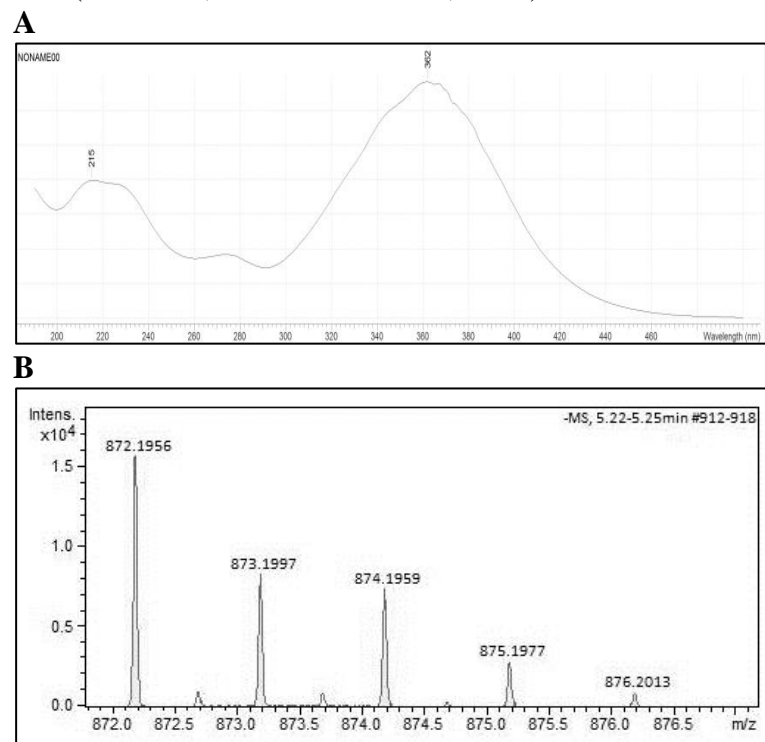 A
NONAME00
215
362
200 220 240 260 280 300 320 340 360 380 400 420 440 460 Wavelength (nm)
B
Intens.
x10⁴
-MS, 5.22-5.25min #912-918
872.1956
1.5
1.0
873.1997
874.1959
0.5
875.1977
876.2013
0.0
872.0 872.5 873.0 873.5 874.0 874.5 875.0 875.5 876.0 876.5 m/z